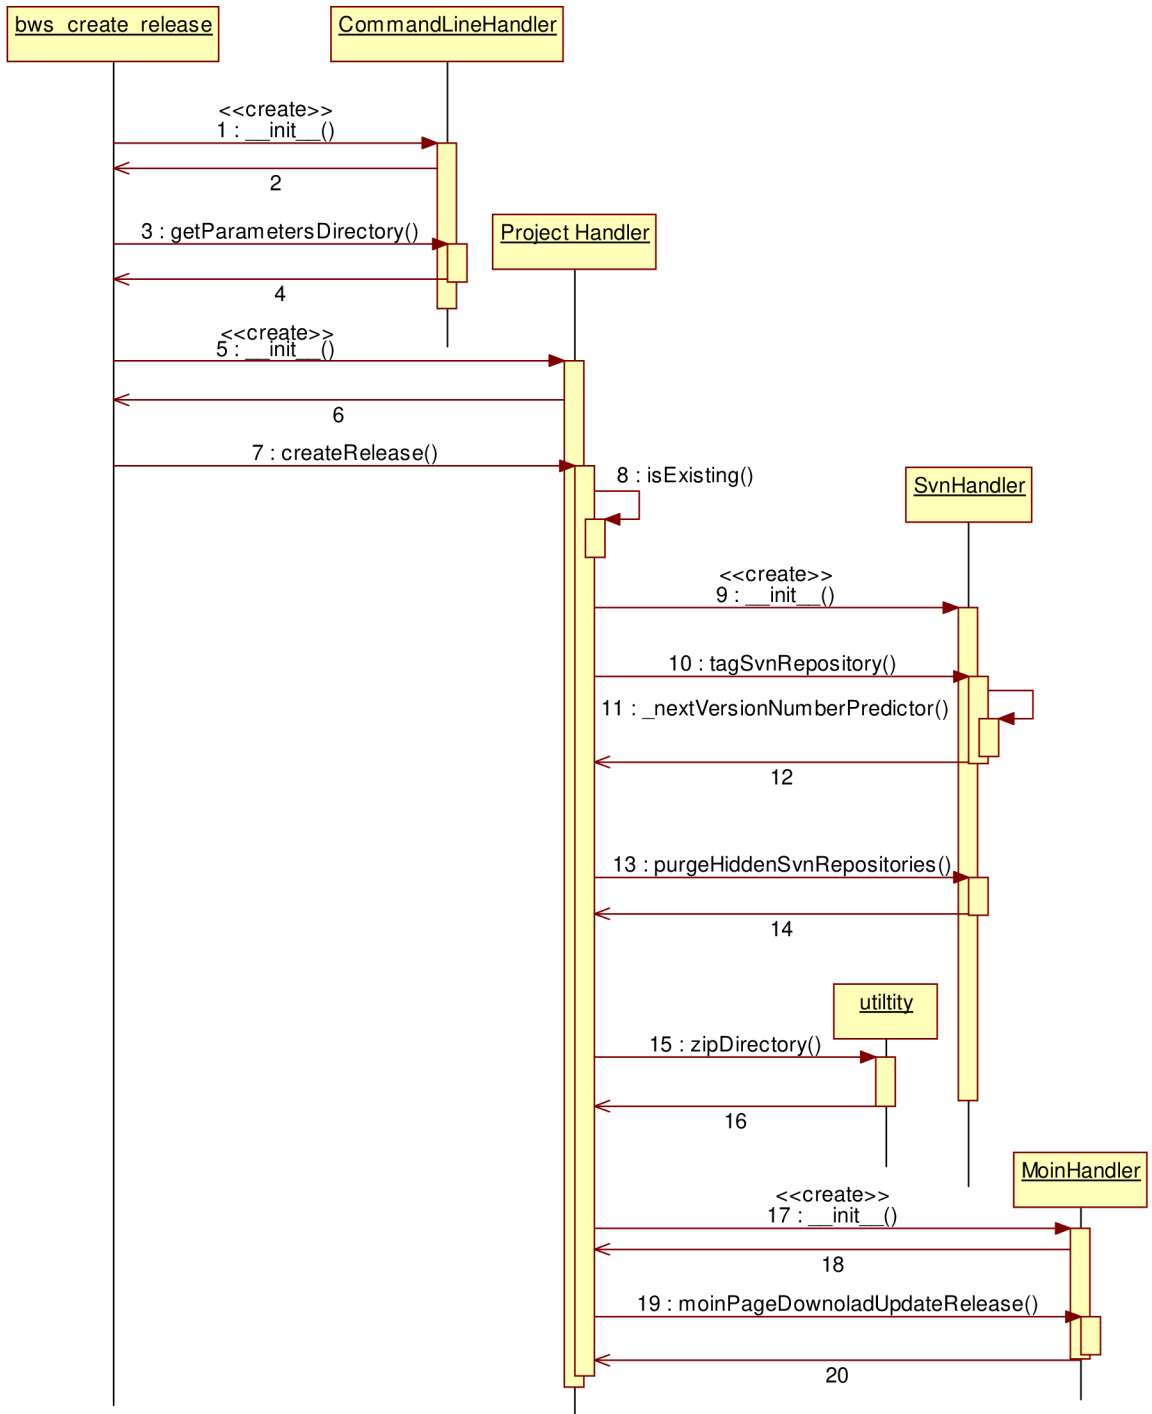 bws_create_release
CommandLineHandler
<<create>>
1 : __init__()
2
3 : getParametersDirectory()
Project Handler
4
<<create>>
5 : __init__()
6
7 : createRelease()
8 : isExisting()
SvnHandler
<<create>>
9 : __init__()
10 : tagSvnRepository()
11 : _nextVersionNumberPredictor()
12
13 : purgeHiddenSvnRepositories()
14
utiltity
15 : zipDirectory()
16
MoinHandler
<<create>>
17 : __init__()
18
19 : moinPageDownoladUpdateRelease()
20